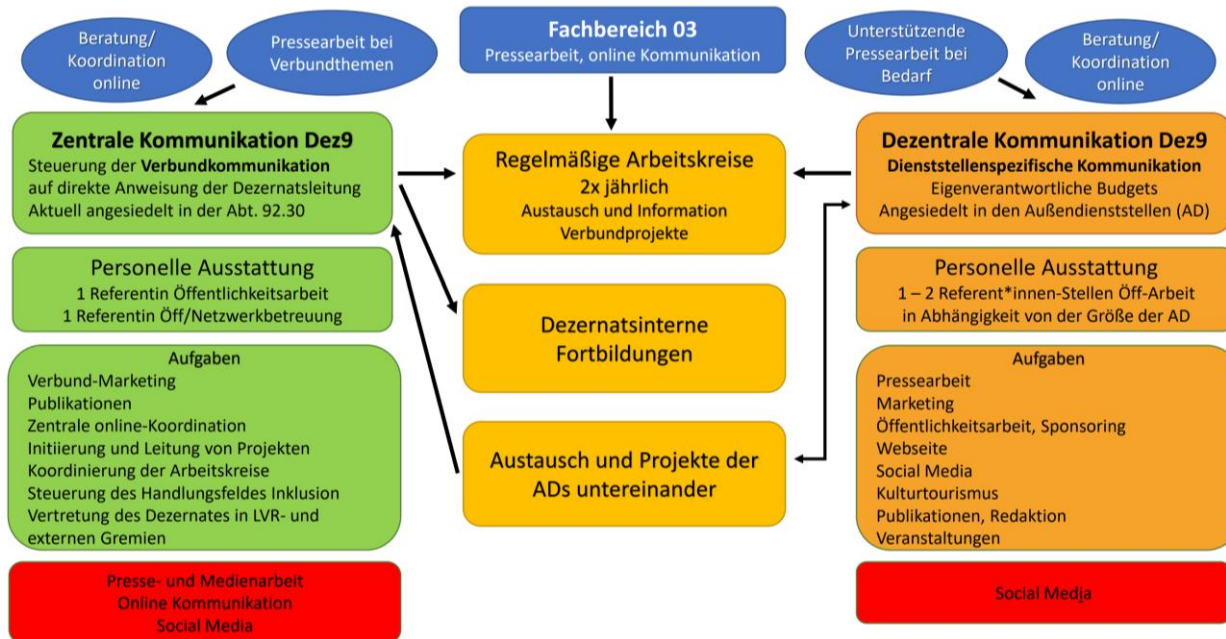 Beratung/
Koordination
online
Pressearbeit bei
Verbundthemen
Fachbereich 03
Pressearbeit, online Kommunikation
Unterstützende
Pressearbeit bei
Bedarf
Beratung/
Koordination
online
Zentrale Kommunikation Dez9
Steuerung der Verbundkommunikation
auf direkte Anweisung der Dezernatsleitung
Aktuell angesiedelt in der Abt. 92.30
Regelmäßige Arbeitskreise
2x jährlich
Austausch und Information
Verbundprojekte
Dezentrale Kommunikation Dez9
Dienststellenspezifische Kommunikation
Eigenverantwortliche Budgets
Angesiedelt in den Außendienststellen (AD)
Personelle Ausstattung
1 Referentin Öffentlichkeitsarbeit
1 Referentin Öff/Netzwerkbetreuung
Dezernatsinterne
Fortbildungen
Personelle Ausstattung
1 – 2 Referent*innen-Stellen Öff-Arbeit
in Abhängigkeit von der Größe der AD
Aufgaben
Verbund-Marketing
Publikationen
Zentrale online-Koordination
Initiierung und Leitung von Projekten
Koordinierung der Arbeitskreise
Steuerung des Handlungsfeldes Inklusion
Vertretung des Dezernates in LVR- und
externen Gremien
Austausch und Projekte der
ADs untereinander
Aufgaben
Pressearbeit
Marketing
Öffentlichkeitsarbeit, Sponsoring
Webseite
Social Media
Kulturtourismus
Publikationen, Redaktion
Veranstaltungen
Presse- und Medienarbeit
Online Kommunikation
Social Media
Social Media